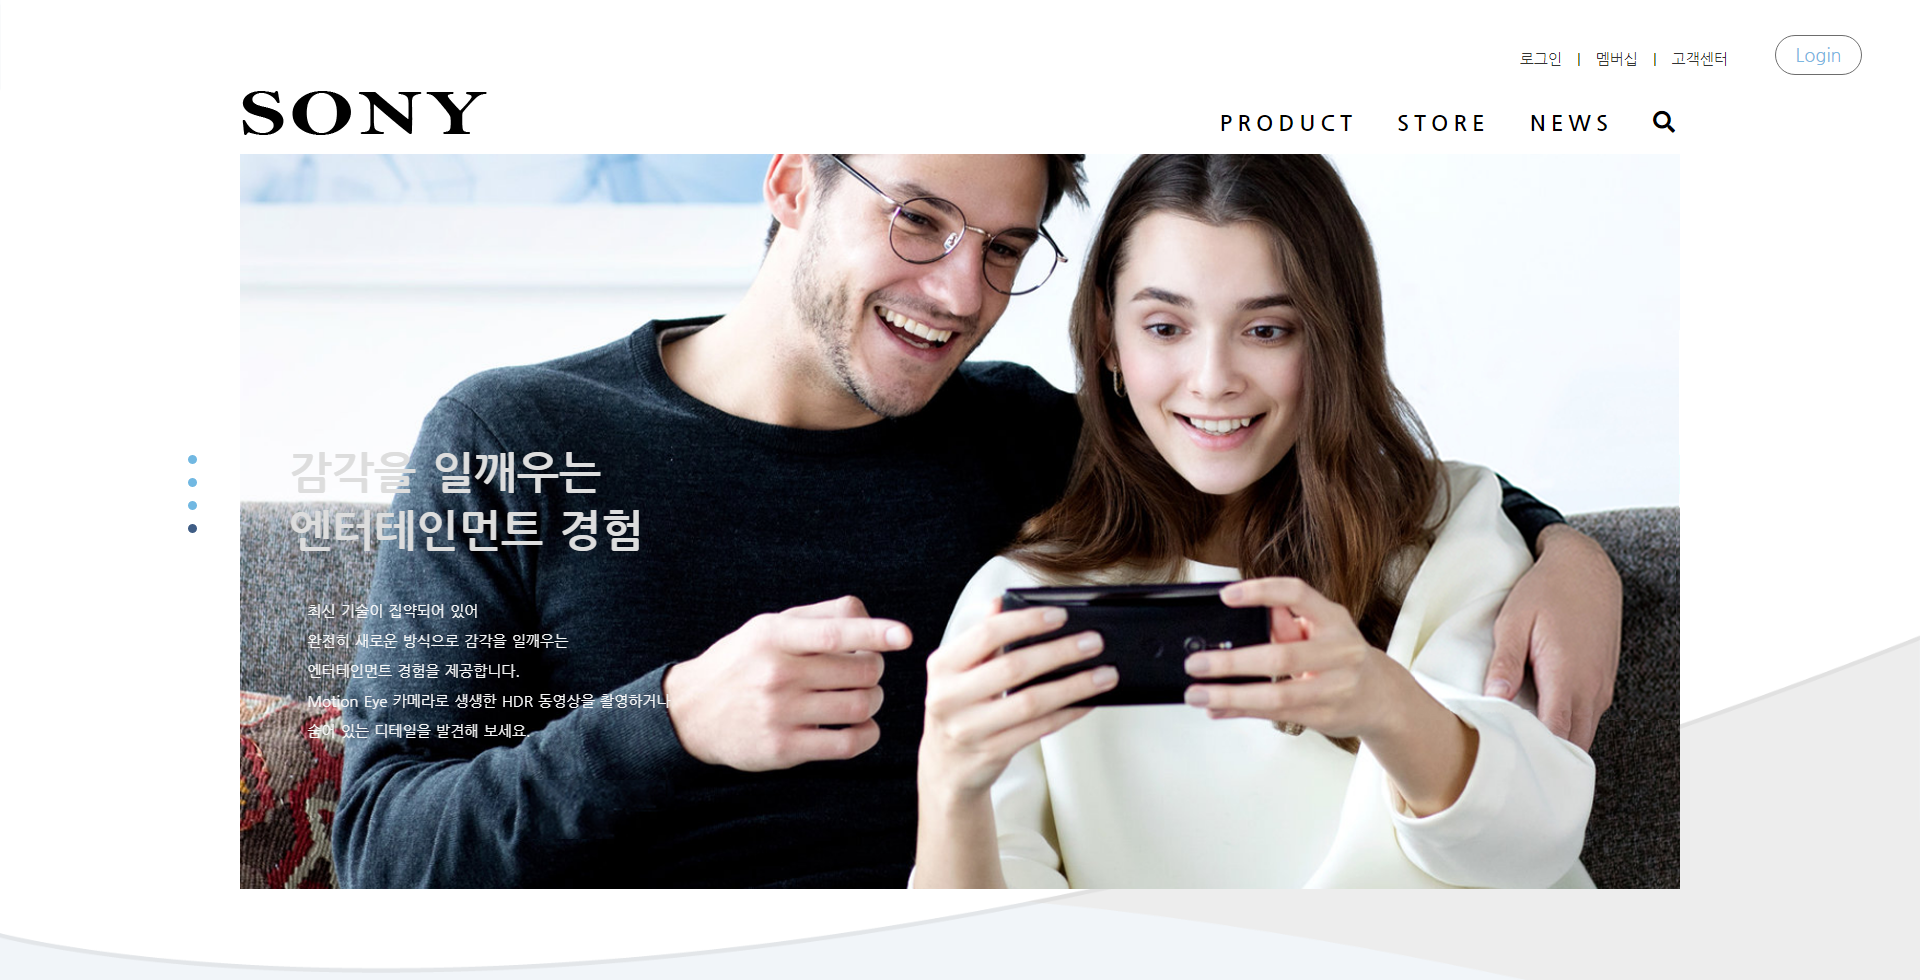 로그인 | 멤버십 | 고객센터
Login
SONY
PRODUCT STORE NEWS
감각을 일깨우는
엔터테인먼트 경험
최신 기술이 집약되어 있어
완전히 새로운 방식으로 감각을 일깨우는
엔터테인먼트 경험을 제공합니다.
Motion Eye 카메라로 생생한 HDR 동영상을 촬영하거나
숨어 있는 디테일을 발견해 보세요.